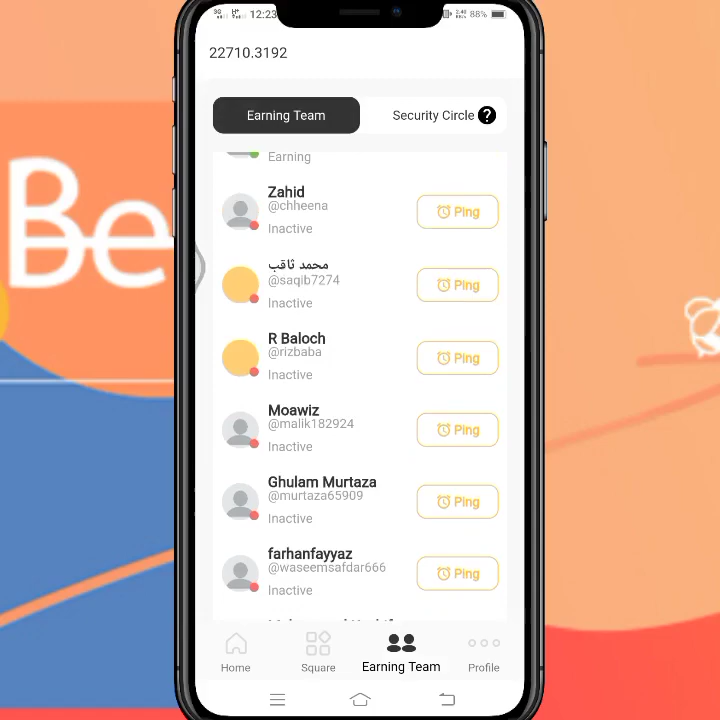 12:23
88%
22710.3192
Earning Team
Security Circle ?
Earning
Zahid
@chheena
Inactive
Ping
محمد ثاقب
@saqib7274
Inactive
Ping
R Baloch
@rizbaba
Inactive
Ping
Moawiz
@malik182924
Inactive
Ping
Ghulam Murtaza
@murtaza65909
Inactive
Ping
farhanfayyaz
@waseemsafdar666
Inactive
Ping
Home
Square
Earning Team
Profile
Be